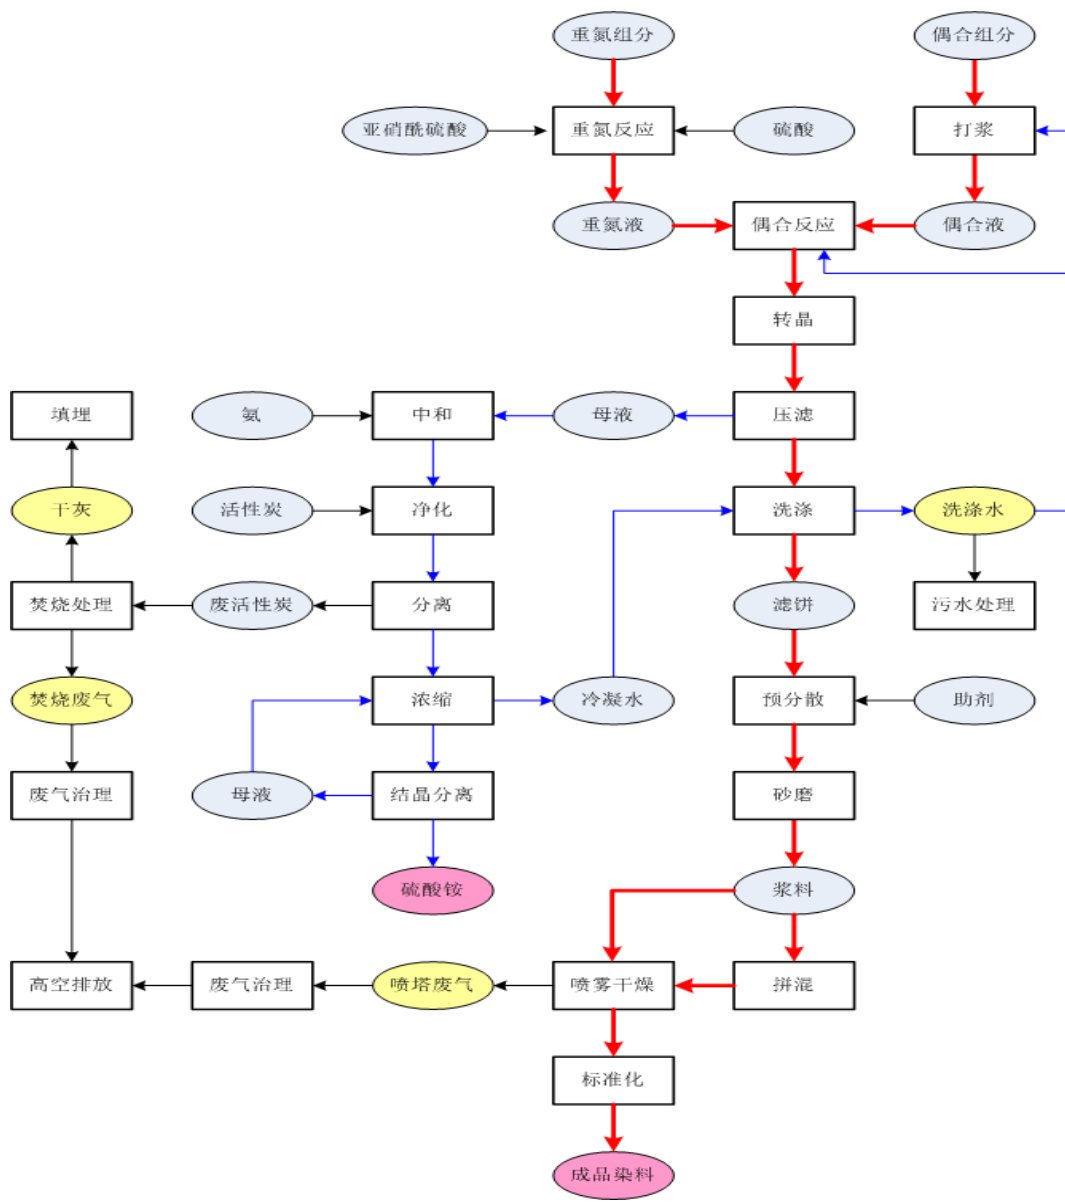 重氮组分
偶合组分
亚硝酰硫酸
重氮反应
硫酸
打浆
重氮液
偶合反应
偶合液
转晶
填埋
氨
中和
母液
压滤
干灰
活性炭
净化
洗涤
洗涤水
焚烧处理
废活性炭
分离
滤饼
污水处理
焚烧废气
浓缩
冷凝水
预分散
助剂
废气治理
母液
结晶分离
砂磨
硫酸铵
浆料
高空排放
废气治理
喷塔废气
喷雾干燥
拼混
标准化
成品染料